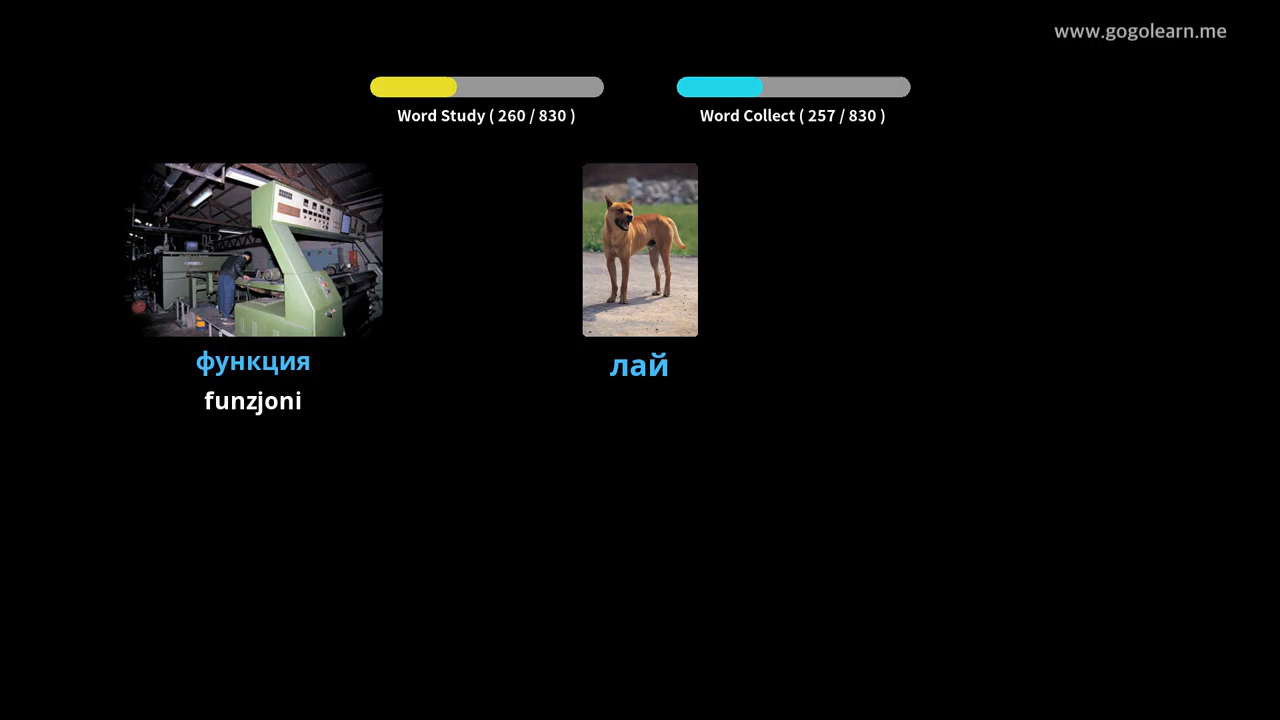 www.gogolearn.me
Word Study ( 260 / 830 )
Word Collect ( 257 / 830 )
функция
funzjoni
лай